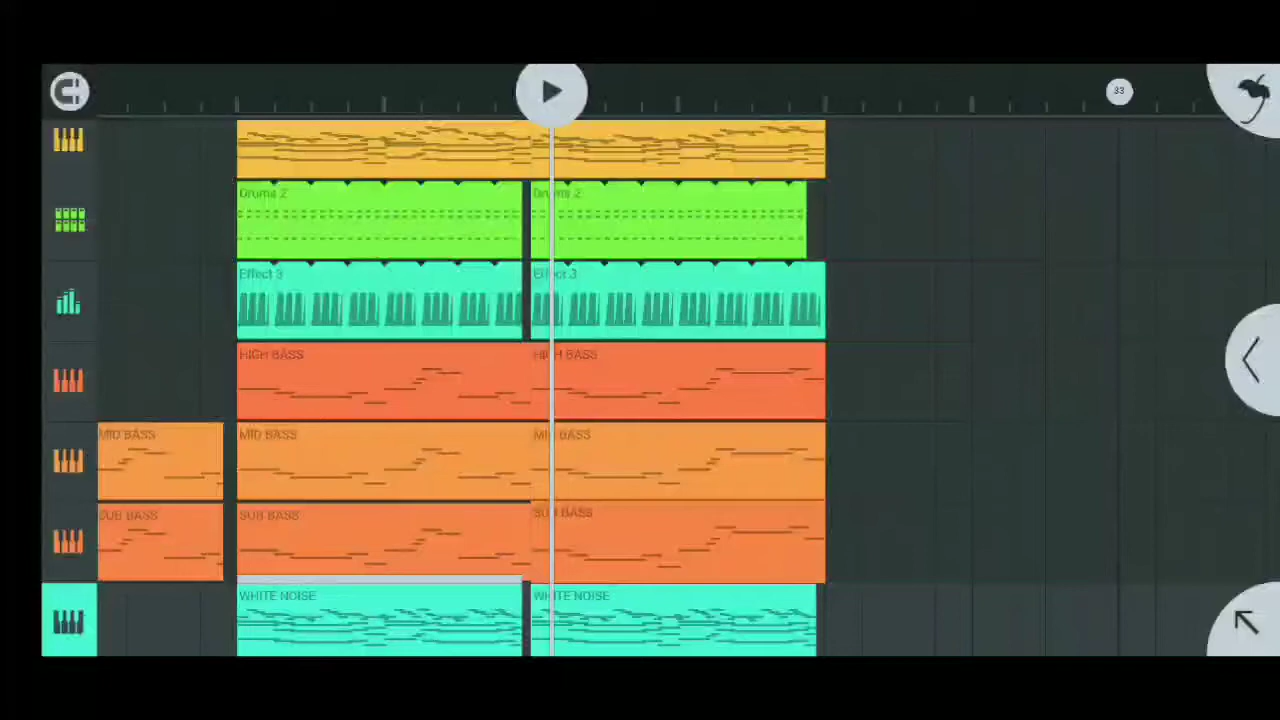 33
Drums 2 Drums 2
Effect 3 Effect 3
HIGH BASS HIGH BASS
MID BASS MID BASS MID BASS
SUB BASS SUB BASS SUB BASS
WHITE NOISE WHITE NOISE